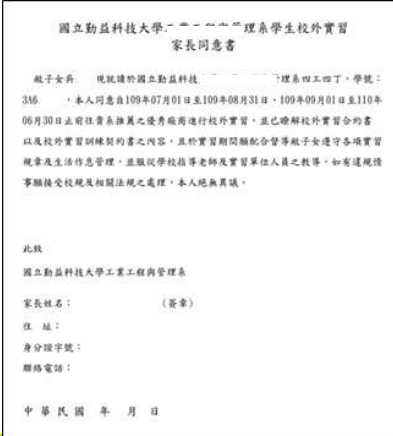 國立勤益科技大學工業工程與管理系學生校外實習
家長同意書
敝子女吳 現就讀於國立勤益科技 理系四工四丁,學號:
3A6 ,本人同意自109年07月01日至109年08月31日、109年09月01日至110年
06月30日止前往貴系推薦之優秀廠商進行校外實習,並已瞭解校外實習合約書
以及校外實習訓練契約書之內容,且於實習期間願配合督導敝子女遵守各項實習
規章及生活作息管理,並服從學校指導老師及實習單位人員之教導,如有違規情
事願接受校規及相關法規之處理,本人絕無異議。
此致
國立勤益科技大學工業工程與管理系
家長姓名: (簽章)
住 址:
身分證字號:
聯絡電話:
中 華 民 國 年 月 日